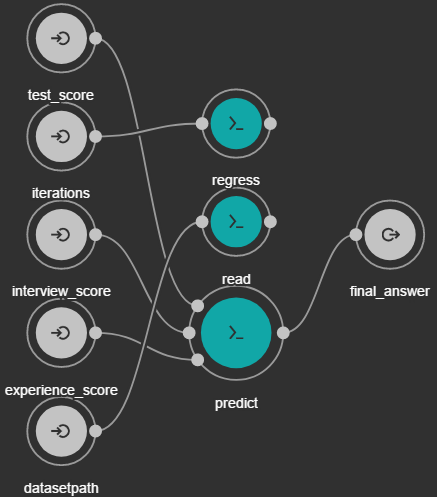 test_score
iterations
regress
interview_score
read
final_answer
experience_score
predict
datasetpath